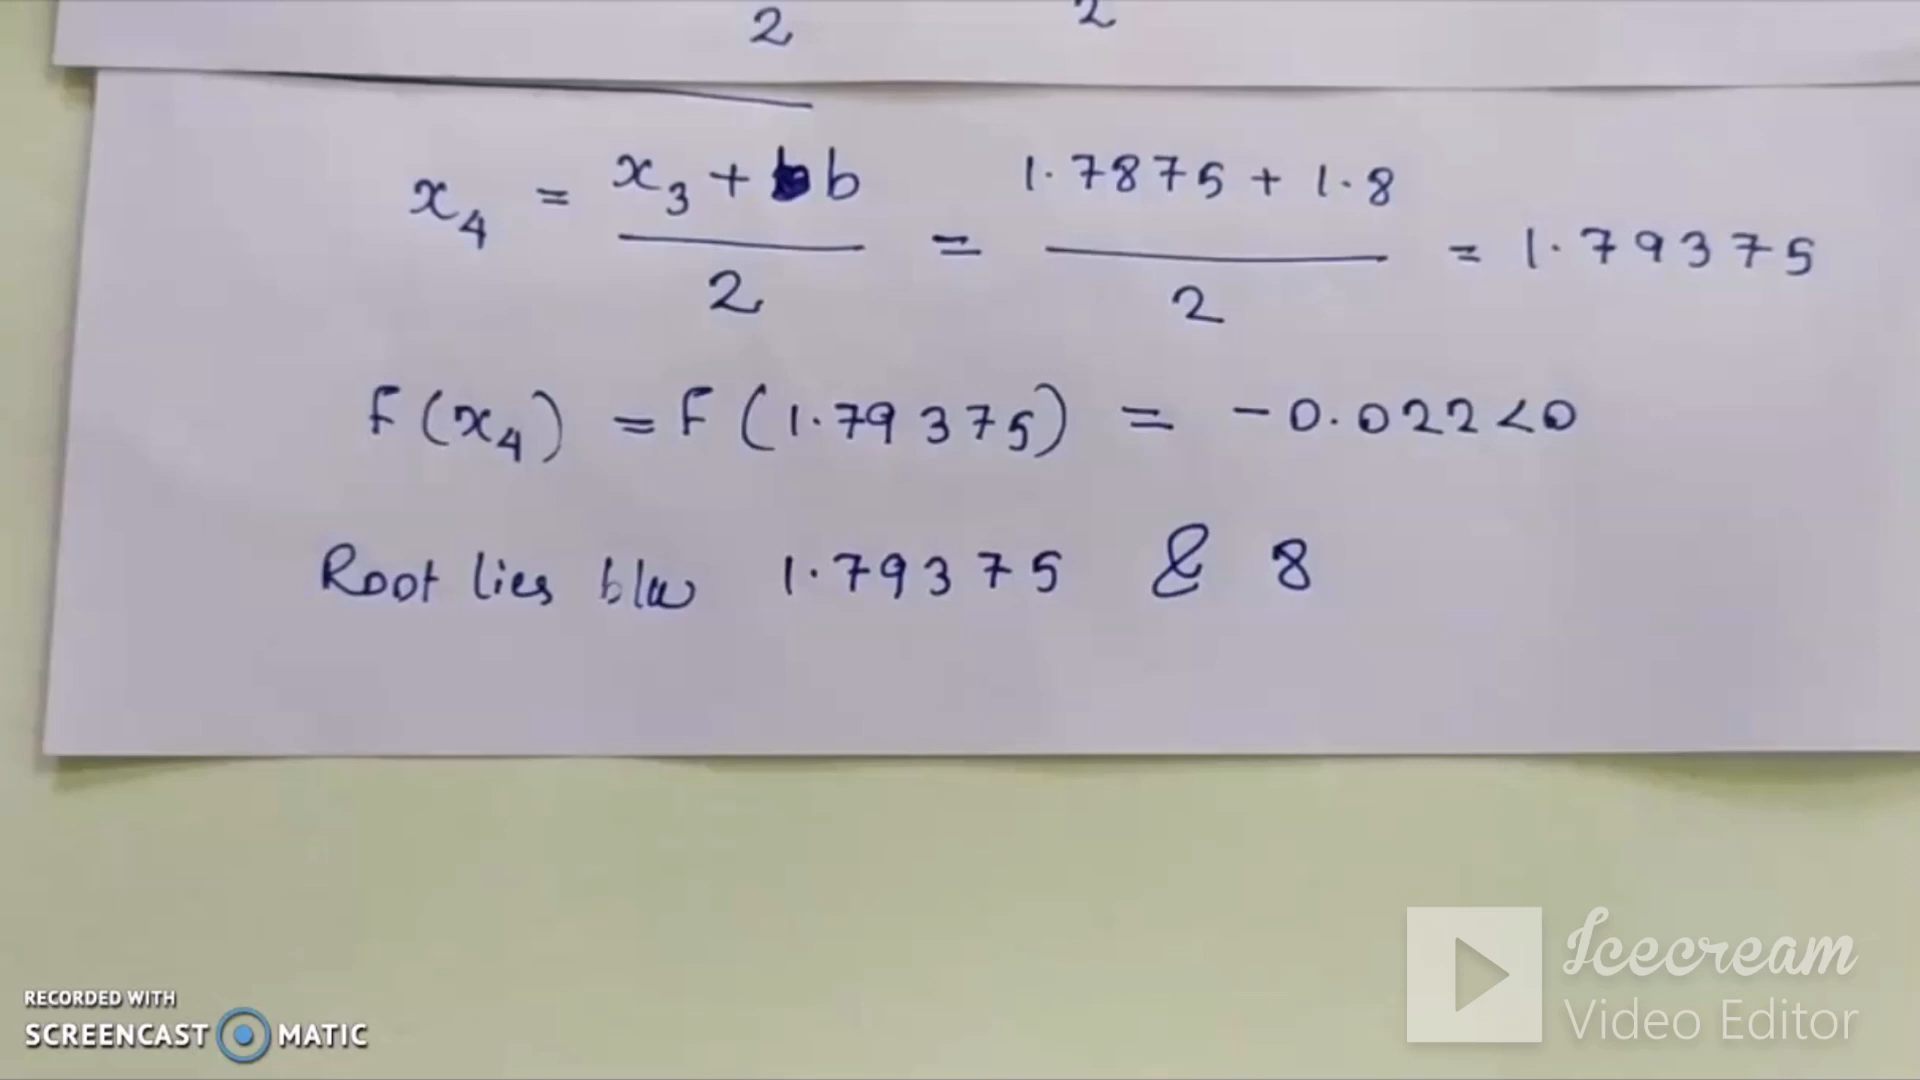 2 2
x₄ = x₃ + b / 2 = 1.7875 + 1.8 / 2 = 1.79375
F(x₄) = F(1.79375) = -0.022<0
Root lies b/w 1.79375 & 8
RECORDED WITH
SCREENCAST MATIC
Icecream
Video Editor